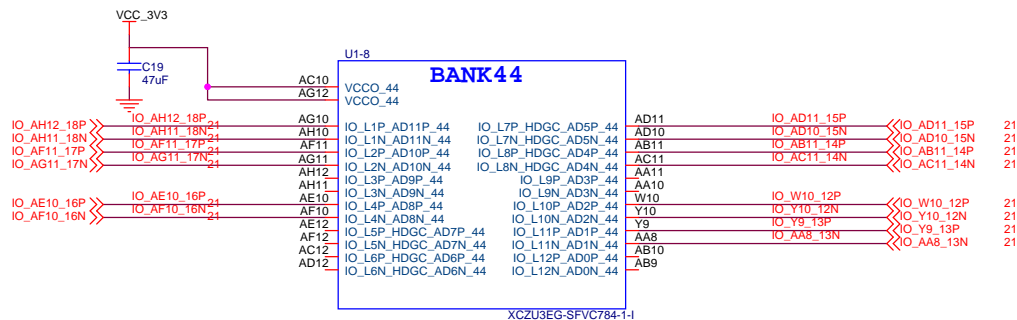 VCC_3V3
C19
47uF
U1-8
BANK44
AC10 VCCO_44
AG12 VCCO_44
IO_AH12_18P IO_AH12_18P 21 AG10 IO_L1P_AD11P_44 IO_L7P_HDGC_AD5P_44 AD11 IO_AD11_15P IO_AD11_15P 21
IO_AH11_18N IO_AH11_18N 21 AH10 IO_L1N_AD11N_44 IO_L7N_HDGC_AD5N_44 AD10 IO_AD10_15N IO_AD10_15N 21
IO_AF11_17P IO_AF11_17P 21 AF11 IO_L2P_AD10P_44 IO_L8P_HDGC_AD4P_44 AB11 IO_AB11_14P IO_AB11_14P 21
IO_AG11_17N IO_AG11_17N 21 AG11 IO_L2N_AD10N_44 IO_L8N_HDGC_AD4N_44 AC11 IO_AC11_14N IO_AC11_14N 21
AH12 IO_L3P_AD9P_44 IO_L9P_AD3P_44 AA11
AH11 IO_L3N_AD9N_44 IO_L9N_AD3N_44 AA10
IO_AE10_16P IO_AE10_16P 21 AE10 IO_L4P_AD8P_44 IO_L10P_AD2P_44 W10 IO_W10_12P IO_W10_12P 21
IO_AF10_16N IO_AF10_16N 21 AF10 IO_L4N_AD8N_44 IO_L10N_AD2N_44 Y10 IO_Y10_12N IO_Y10_12N 21
AE12 IO_L5P_HDGC_AD7P_44 IO_L11P_AD1P_44 Y9 IO_Y9_13P IO_Y9_13P 21
AF12 IO_L5N_HDGC_AD7N_44 IO_L11N_AD1N_44 AA8 IO_AA8_13N IO_AA8_13N 21
AC12 IO_L6P_HDGC_AD6P_44 IO_L12P_AD0P_44 AB10
AD12 IO_L6N_HDGC_AD6N_44 IO_L12N_AD0N_44 AB9
XCZU3EG-SFVC784-1-I